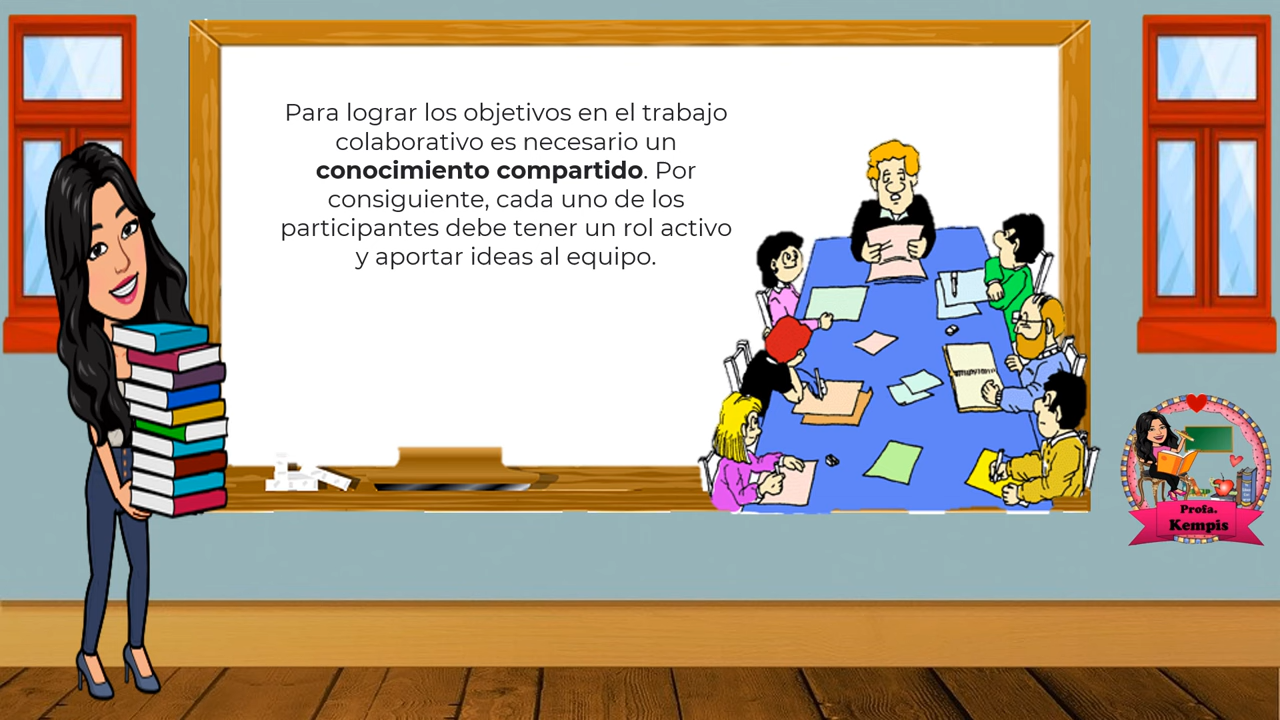 Para lograr los objetivos en el trabajo
colaborativo es necesario un
conocimiento compartido. Por
consiguiente, cada uno de los
participantes debe tener un rol activo
y aportar ideas al equipo.
Profa.
Kempis